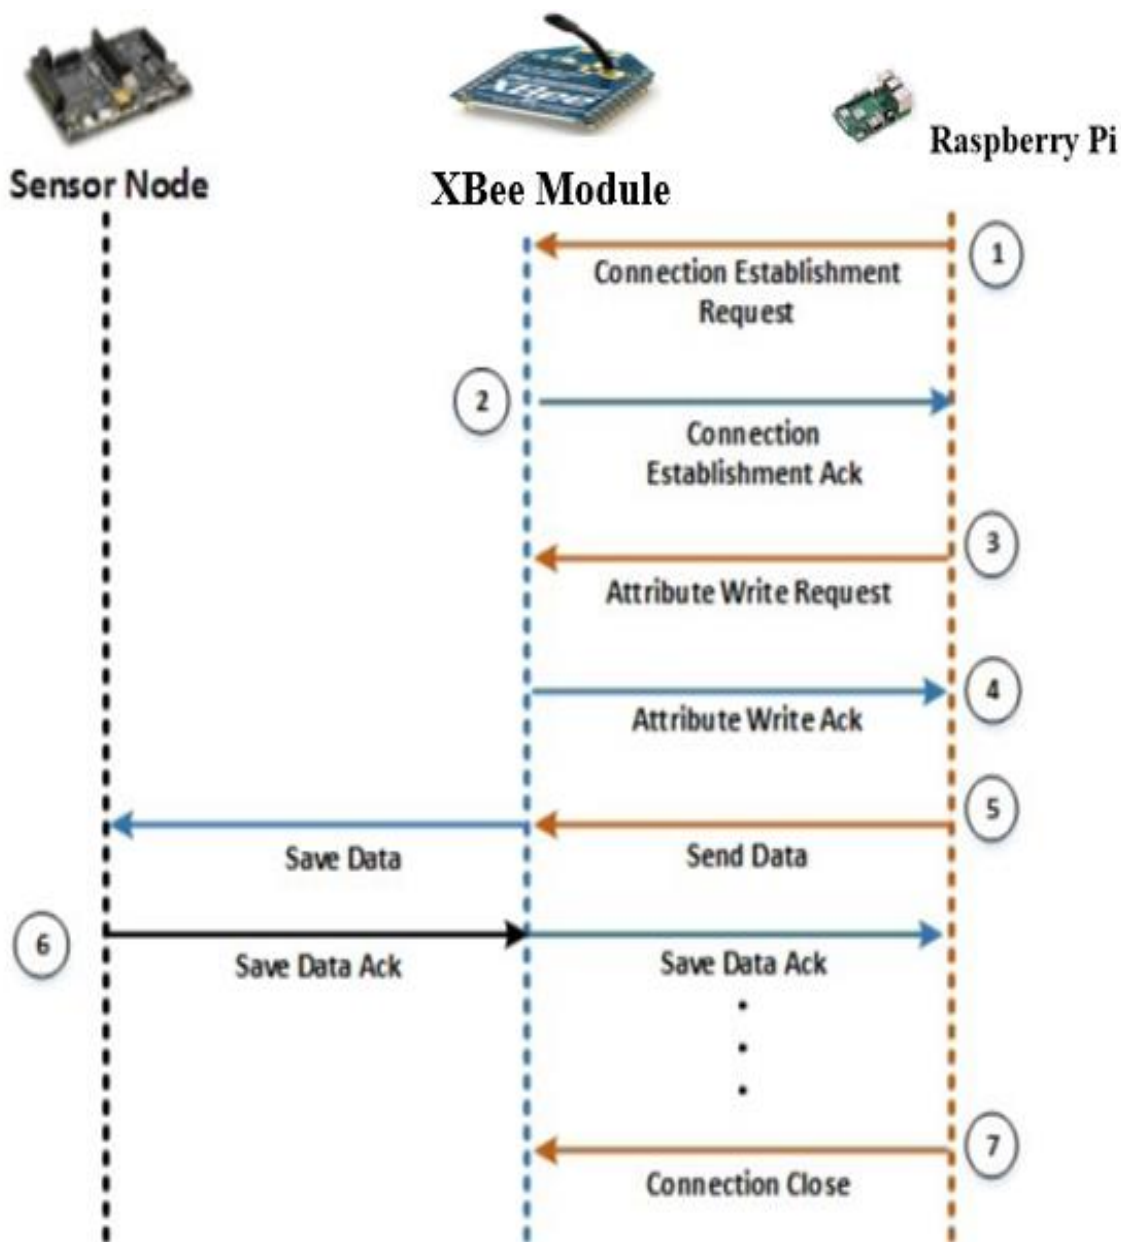 XBee
Sensor Node
XBee Module
Raspberry Pi
1
Connection Establishment
Request
2
Connection
Establishment Ack
3
Attribute Write Request
4
Attribute Write Ack
5
Save Data
Send Data
6
Save Data Ack
Save Data Ack
7
Connection Close